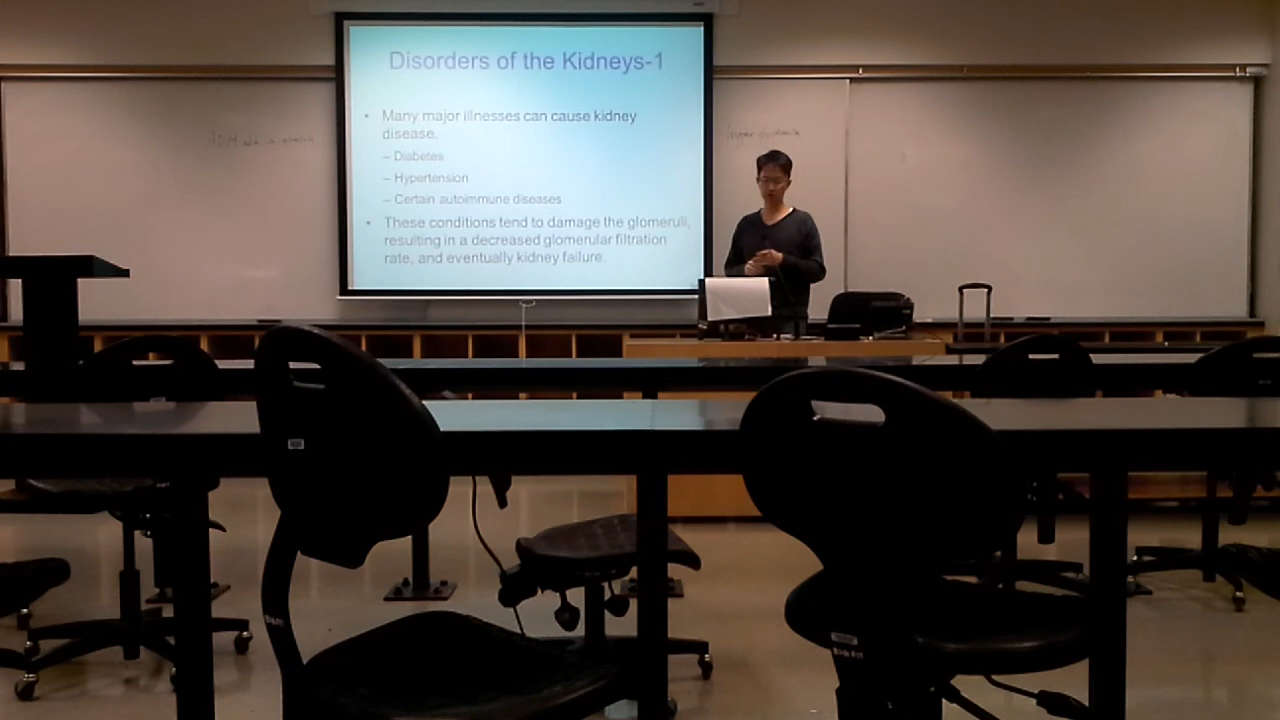 Disorders of the Kidneys-1
• Many major illnesses can cause kidney
disease.
– Diabetes
– Hypertension
– Certain autoimmune diseases
• These conditions tend to damage the glomeruli,
resulting in a decreased glomerular filtration
rate, and eventually kidney failure.